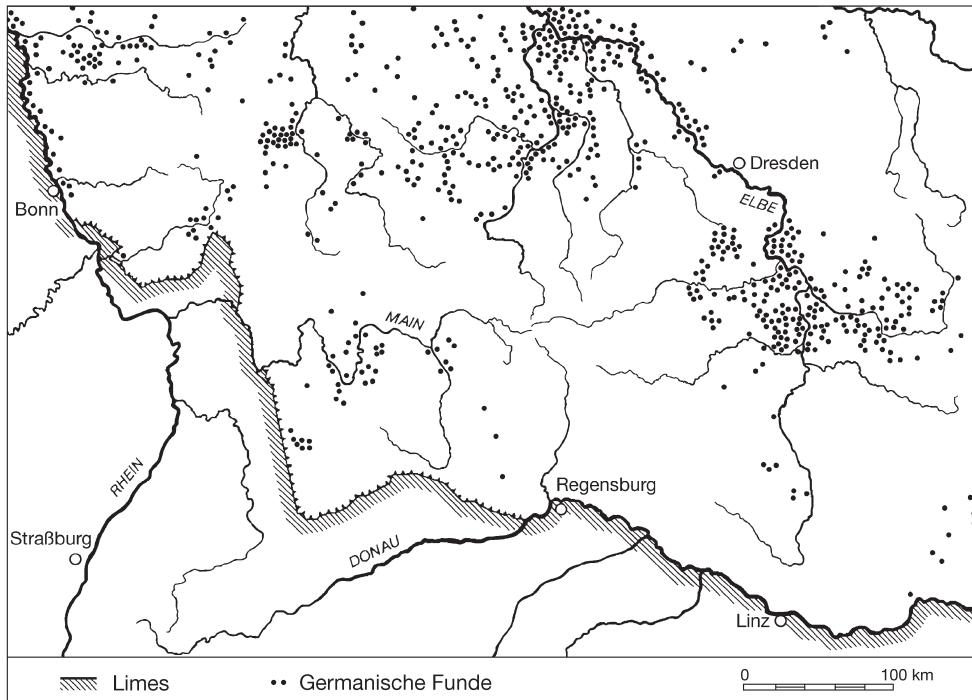 Dresden
ELBE
Bonn
MAIN
RHEIN
Regensburg
Straßburg
DONAU
Linz
Limes
Germanische Funde
0 100 km